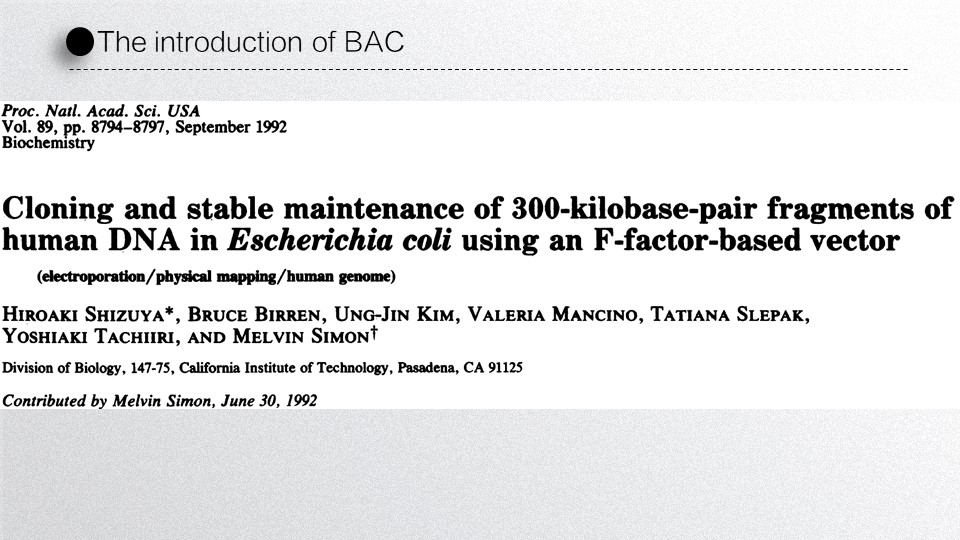 The introduction of BAC
Proc. Natl. Acad. Sci. USA
Vol. 89, pp. 8794–8797, September 1992
Biochemistry
Cloning and stable maintenance of 300-kilobase-pair fragments of
human DNA in Escherichia coli using an F-factor-based vector
(electroporation/physical mapping/human genome)
HIROAKI SHIZUYA*, BRUCE BIRREN, UNG-JIN KIM, VALERIA MANCINO, TATIANA SLEPAK,
YOSHIAKI TACHIIRI, AND MELVIN SIMON†
Division of Biology, 147-75, California Institute of Technology, Pasadena, CA 91125
Contributed by Melvin Simon, June 30, 1992